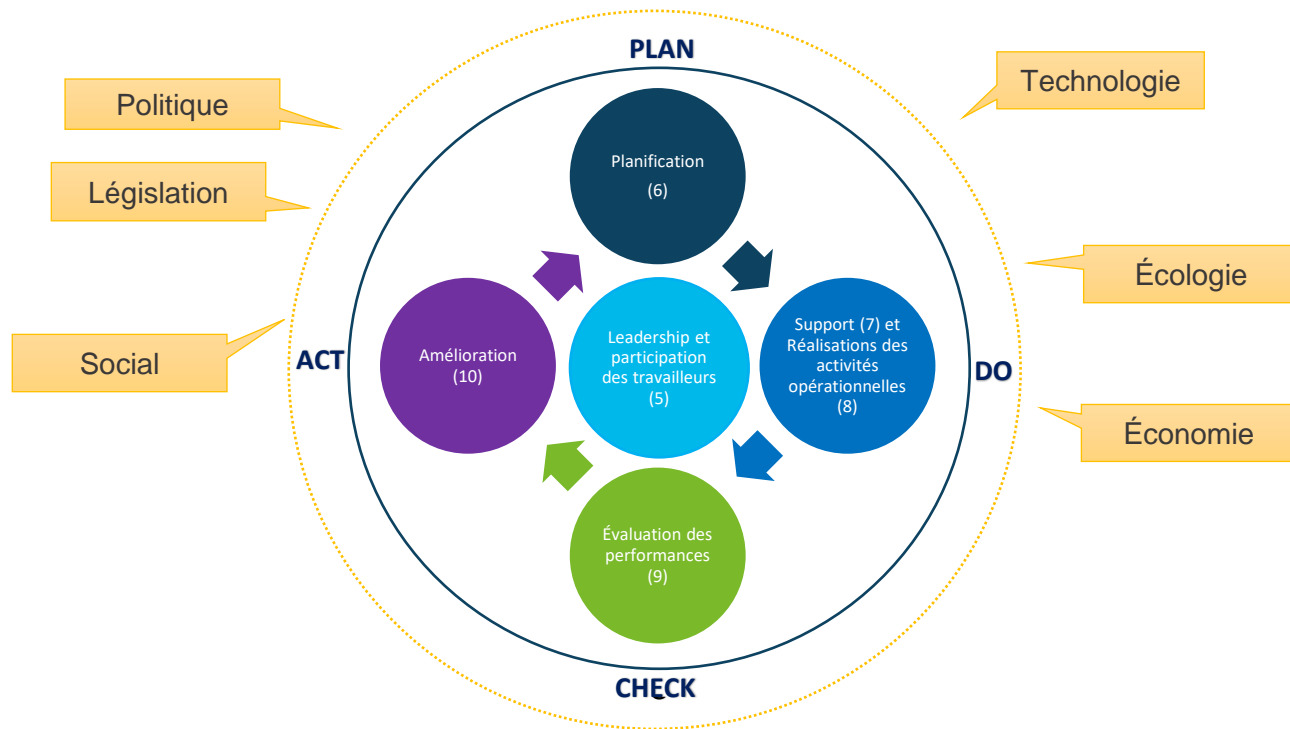 PLAN
Politique
Technologie
Législation
Planification
(6)
Écologie
Social
ACT
Amélioration
(10)
Leadership et
participation
des travailleurs
(5)
Support (7) et
Réalisations des
activités
opérationnelles
(8)
DO
Économie
Évaluation des
performances
(9)
CHECK